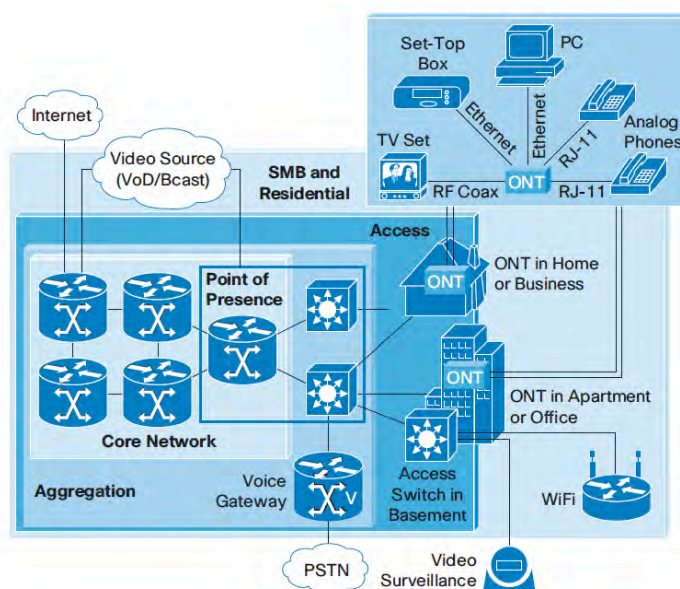 Set-Top
Box
PC
Ethernet
Ethernet
RJ-11
Analog
Phones
TV Set
ONT
RF Coax
RJ-11
Internet
Video Source
(VoD/Bcast)
SMB and
Residential
Access
Point of
Presence
ONT
ONT in Home
or Business
ONT
ONT in Apartment
or Office
Core Network
Aggregation
Voice
Gateway
V
Access
Switch in
Basement
WiFi
PSTN
Video
Surveillance